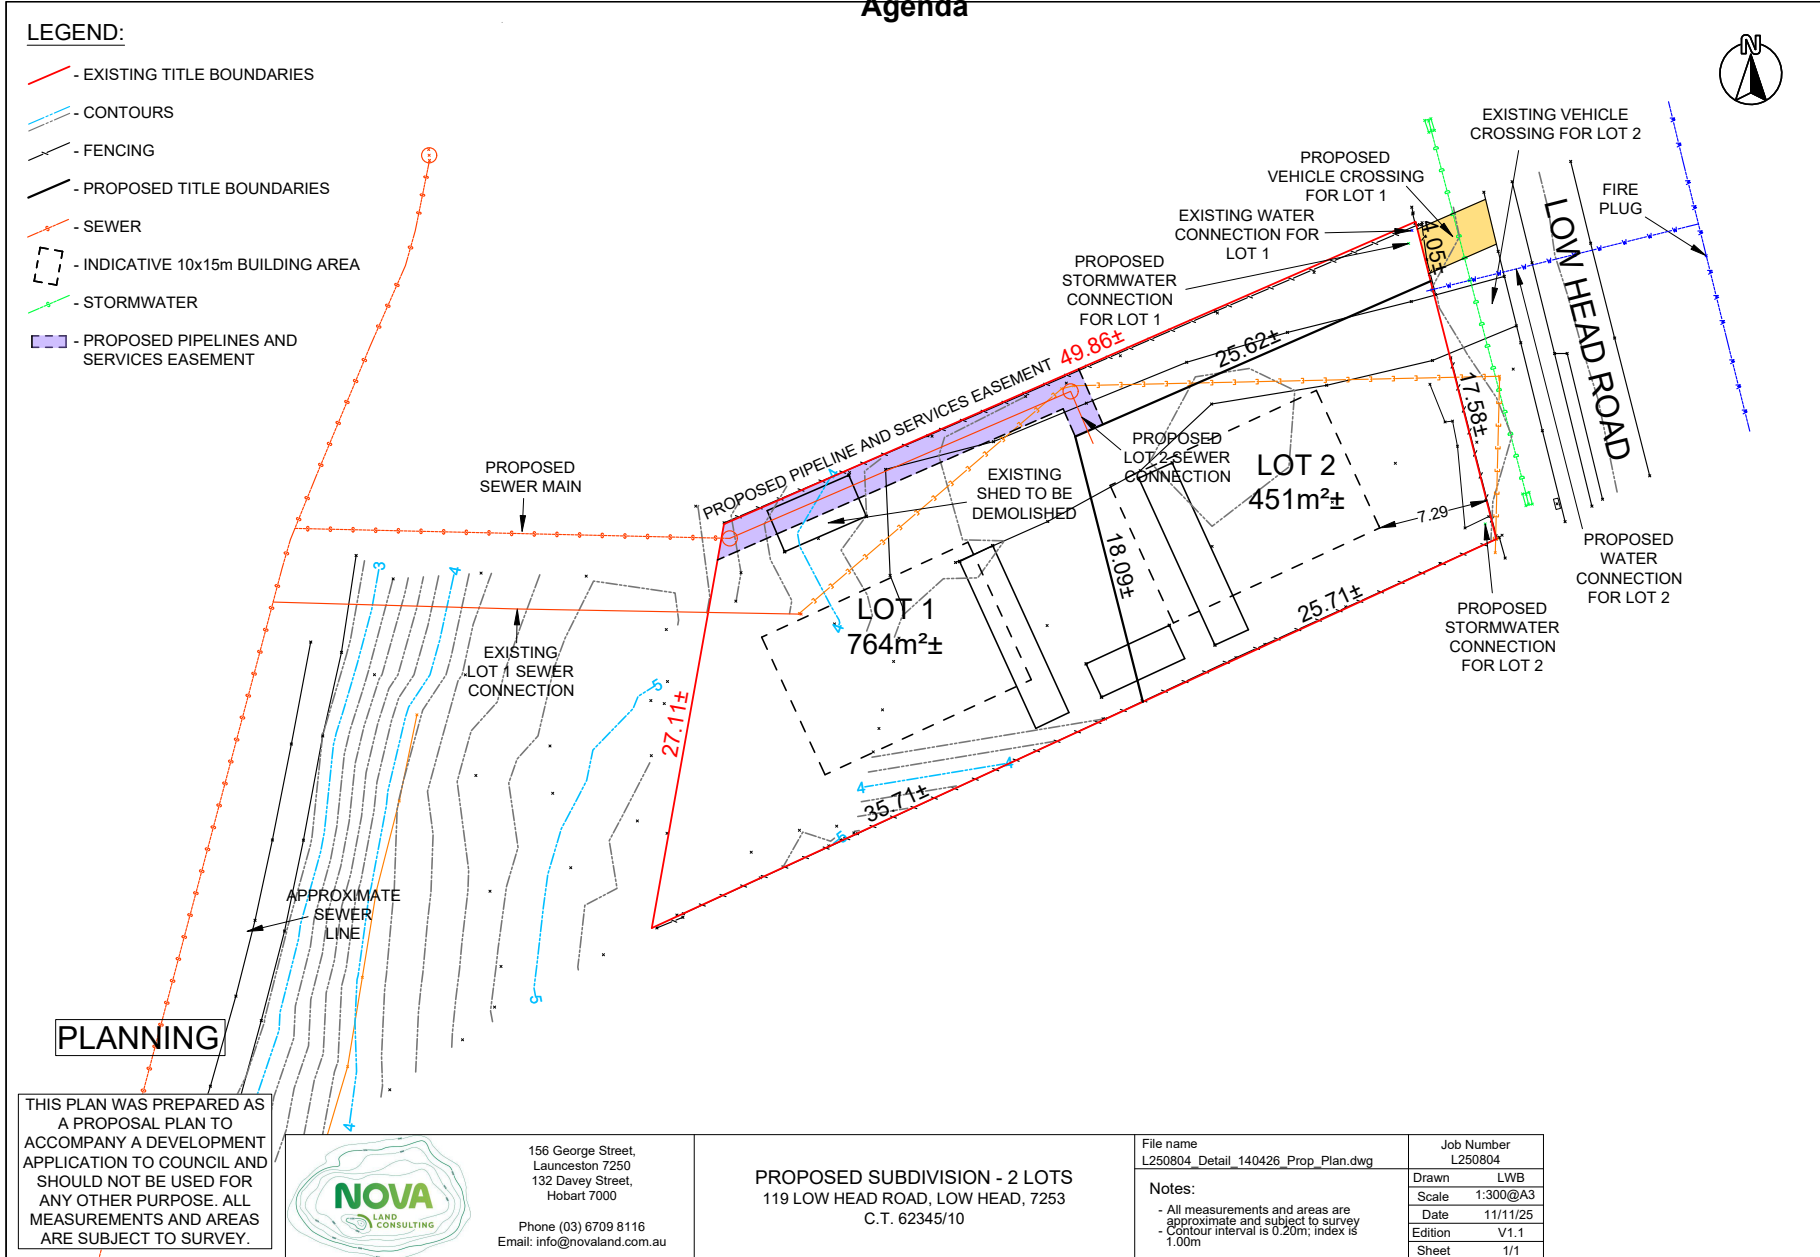 Agenda
LEGEND:
- EXISTING TITLE BOUNDARIES
- CONTOURS
- FENCING
- PROPOSED TITLE BOUNDARIES
- SEWER
- INDICATIVE 10x15m BUILDING AREA
- STORMWATER
- PROPOSED PIPELINES AND
SERVICES EASEMENT
N
EXISTING VEHICLE
CROSSING FOR LOT 2
PROPOSED
VEHICLE CROSSING
FOR LOT 1
FIRE
PLUG
EXISTING WATER
CONNECTION FOR
LOT 1
PROPOSED
STORMWATER
CONNECTION
FOR LOT 1
4.05±
LOW HEAD ROAD
49.86±
25.62±
17.58±
PROPOSED PIPELINE AND SERVICES EASEMENT
PROPOSED
LOT 2 SEWER
CONNECTION
LOT 2
451m²±
7.29
EXISTING
SHED TO BE
DEMOLISHED
PROPOSED
SEWER MAIN
4
PROPOSED
WATER
CONNECTION
FOR LOT 2
18.09±
25.71±
PROPOSED
STORMWATER
CONNECTION
FOR LOT 2
3
4
LOT 1
764m²±
4
EXISTING
LOT 1 SEWER
CONNECTION
5
27.11±
4
4
35.71±
5
APPROXIMATE
SEWER
LINE
5
4
PLANNING
THIS PLAN WAS PREPARED AS
A PROPOSAL PLAN TO
ACCOMPANY A DEVELOPMENT
APPLICATION TO COUNCIL AND
SHOULD NOT BE USED FOR
ANY OTHER PURPOSE. ALL
MEASUREMENTS AND AREAS
ARE SUBJECT TO SURVEY.
NOVA
LAND
CONSULTING
156 George Street,
Launceston 7250
132 Davey Street,
Hobart 7000
Phone (03) 6709 8116
Email: info@novaland.com.au
PROPOSED SUBDIVISION - 2 LOTS
119 LOW HEAD ROAD, LOW HEAD, 7253
C.T. 62345/10
File name
L250804_Detail_140426_Prop_Plan.dwg
Notes:
- All measurements and areas are
approximate and subject to survey
- Contour interval is 0.20m; index is
1.00m
Job Number
L250804
Drawn LWB
Scale 1:300@A3
Date 11/11/25
Edition V1.1
Sheet 1/1